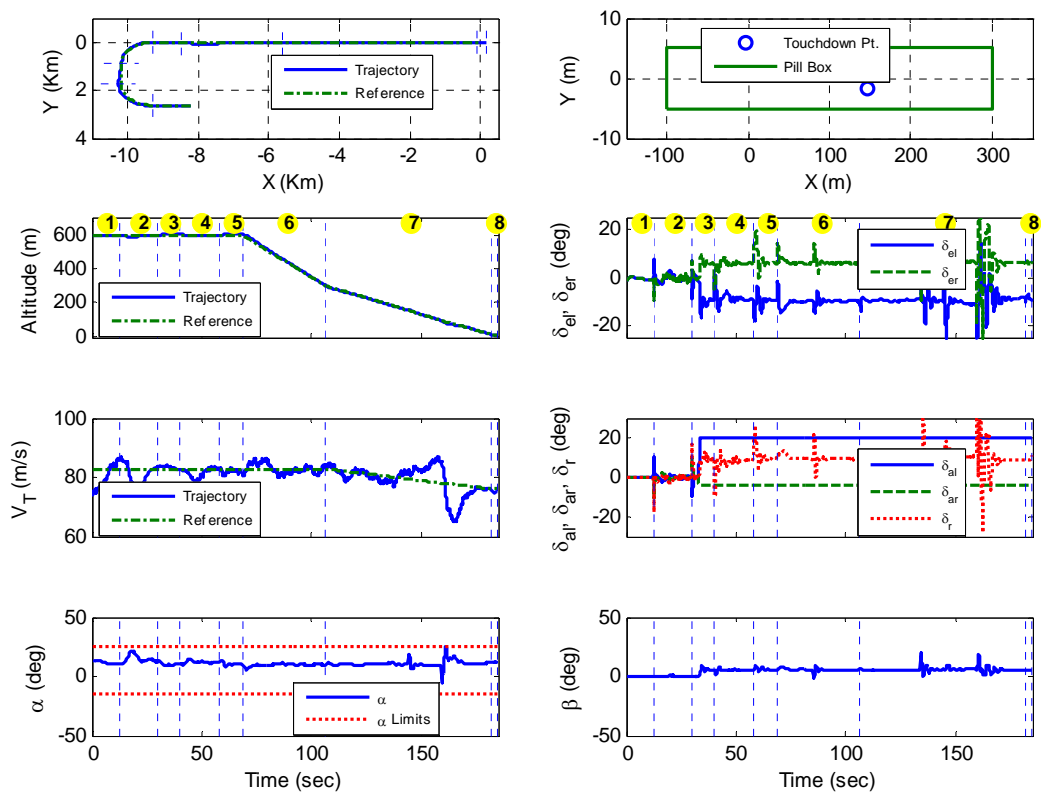 0
2
4
Y (Km)
-10 -8 -6 -4 -2 0
X (Km)
Trajectory
Reference
10
0
-10
Y (m)
-100 0 100 200 300
X (m)
Touchdown Pt.
Pill Box
1 2 3 4 5 6 7 8
600
400
200
0
Altitude (m)
Trajectory
Reference
1 2 3 4 5 6 7 8
20
0
-20
δel, δer (deg)
δel
δer
100
80
60
V_T (m/s)
Trajectory
Reference
20
0
-20
δal, δar, δr (deg)
δal
δar
δr
50
0
-50
α (deg)
0 50 100 150
Time (sec)
α
α Limits
50
0
-50
β (deg)
0 50 100 150
Time (sec)